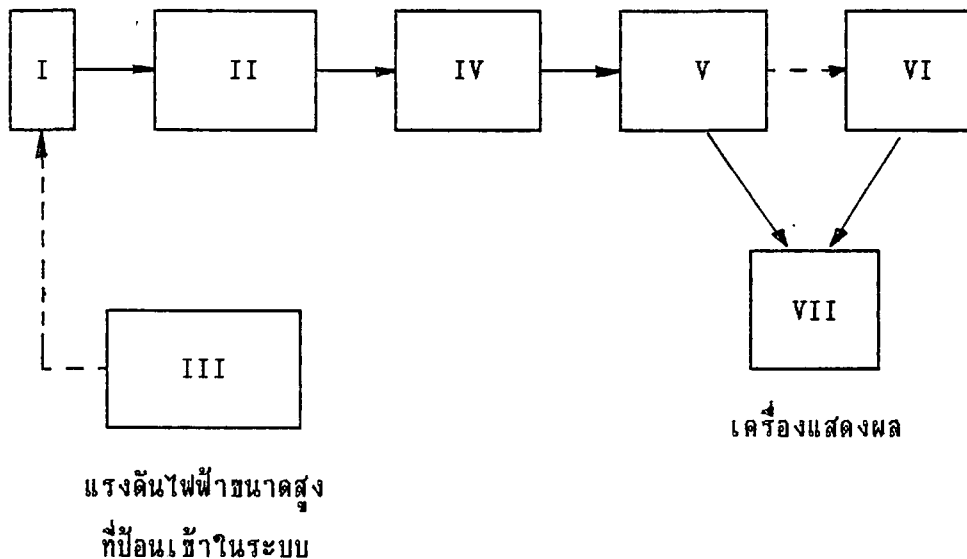 I
II
IV
V
VI
VII
III
เครื่องแสดงผล
แรงดันไฟฟ้าขนาดสูง
ที่ป้อนเข้าในระบบ